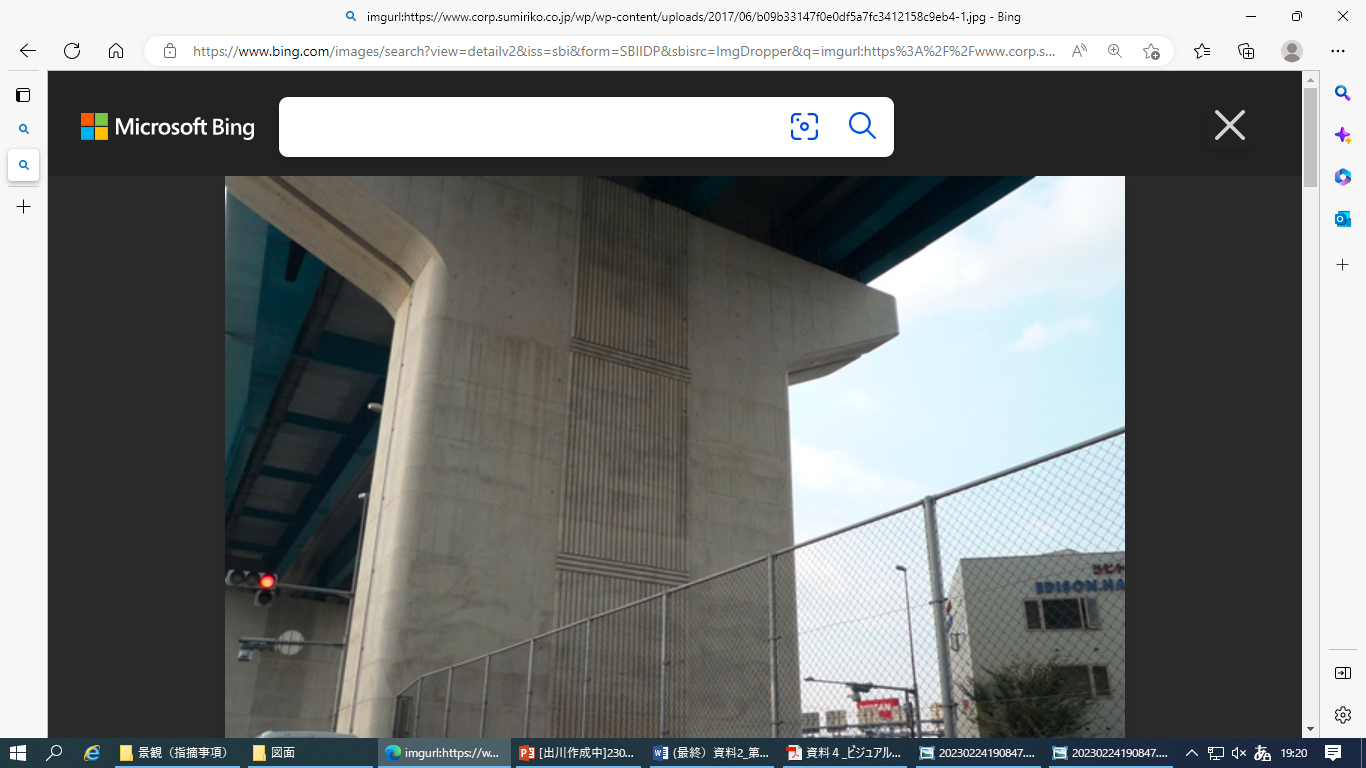 imgurl:https://www.corp.sumiriko.co.jp/wp/wp-content/uploads/2017/06/b09b33147f0e0df5a7fc3412158c9eb4-1.jpg - Bing
https://www.bing.com/images/search?view=detailv2&iss=sbi&form=SBIIDP&sbisrc=ImgDropper&q=imgurl:https%3A%2F%2Fwww.corp.s...
Microsoft Bing
EDISON.HA
景観（指摘事項）
図面
imgurl:https://w...
[出川作成中]230...
(最終）資料2_第...
資料４_ビジュアル...
20230224190847....
20230224190847....
あ
19:20